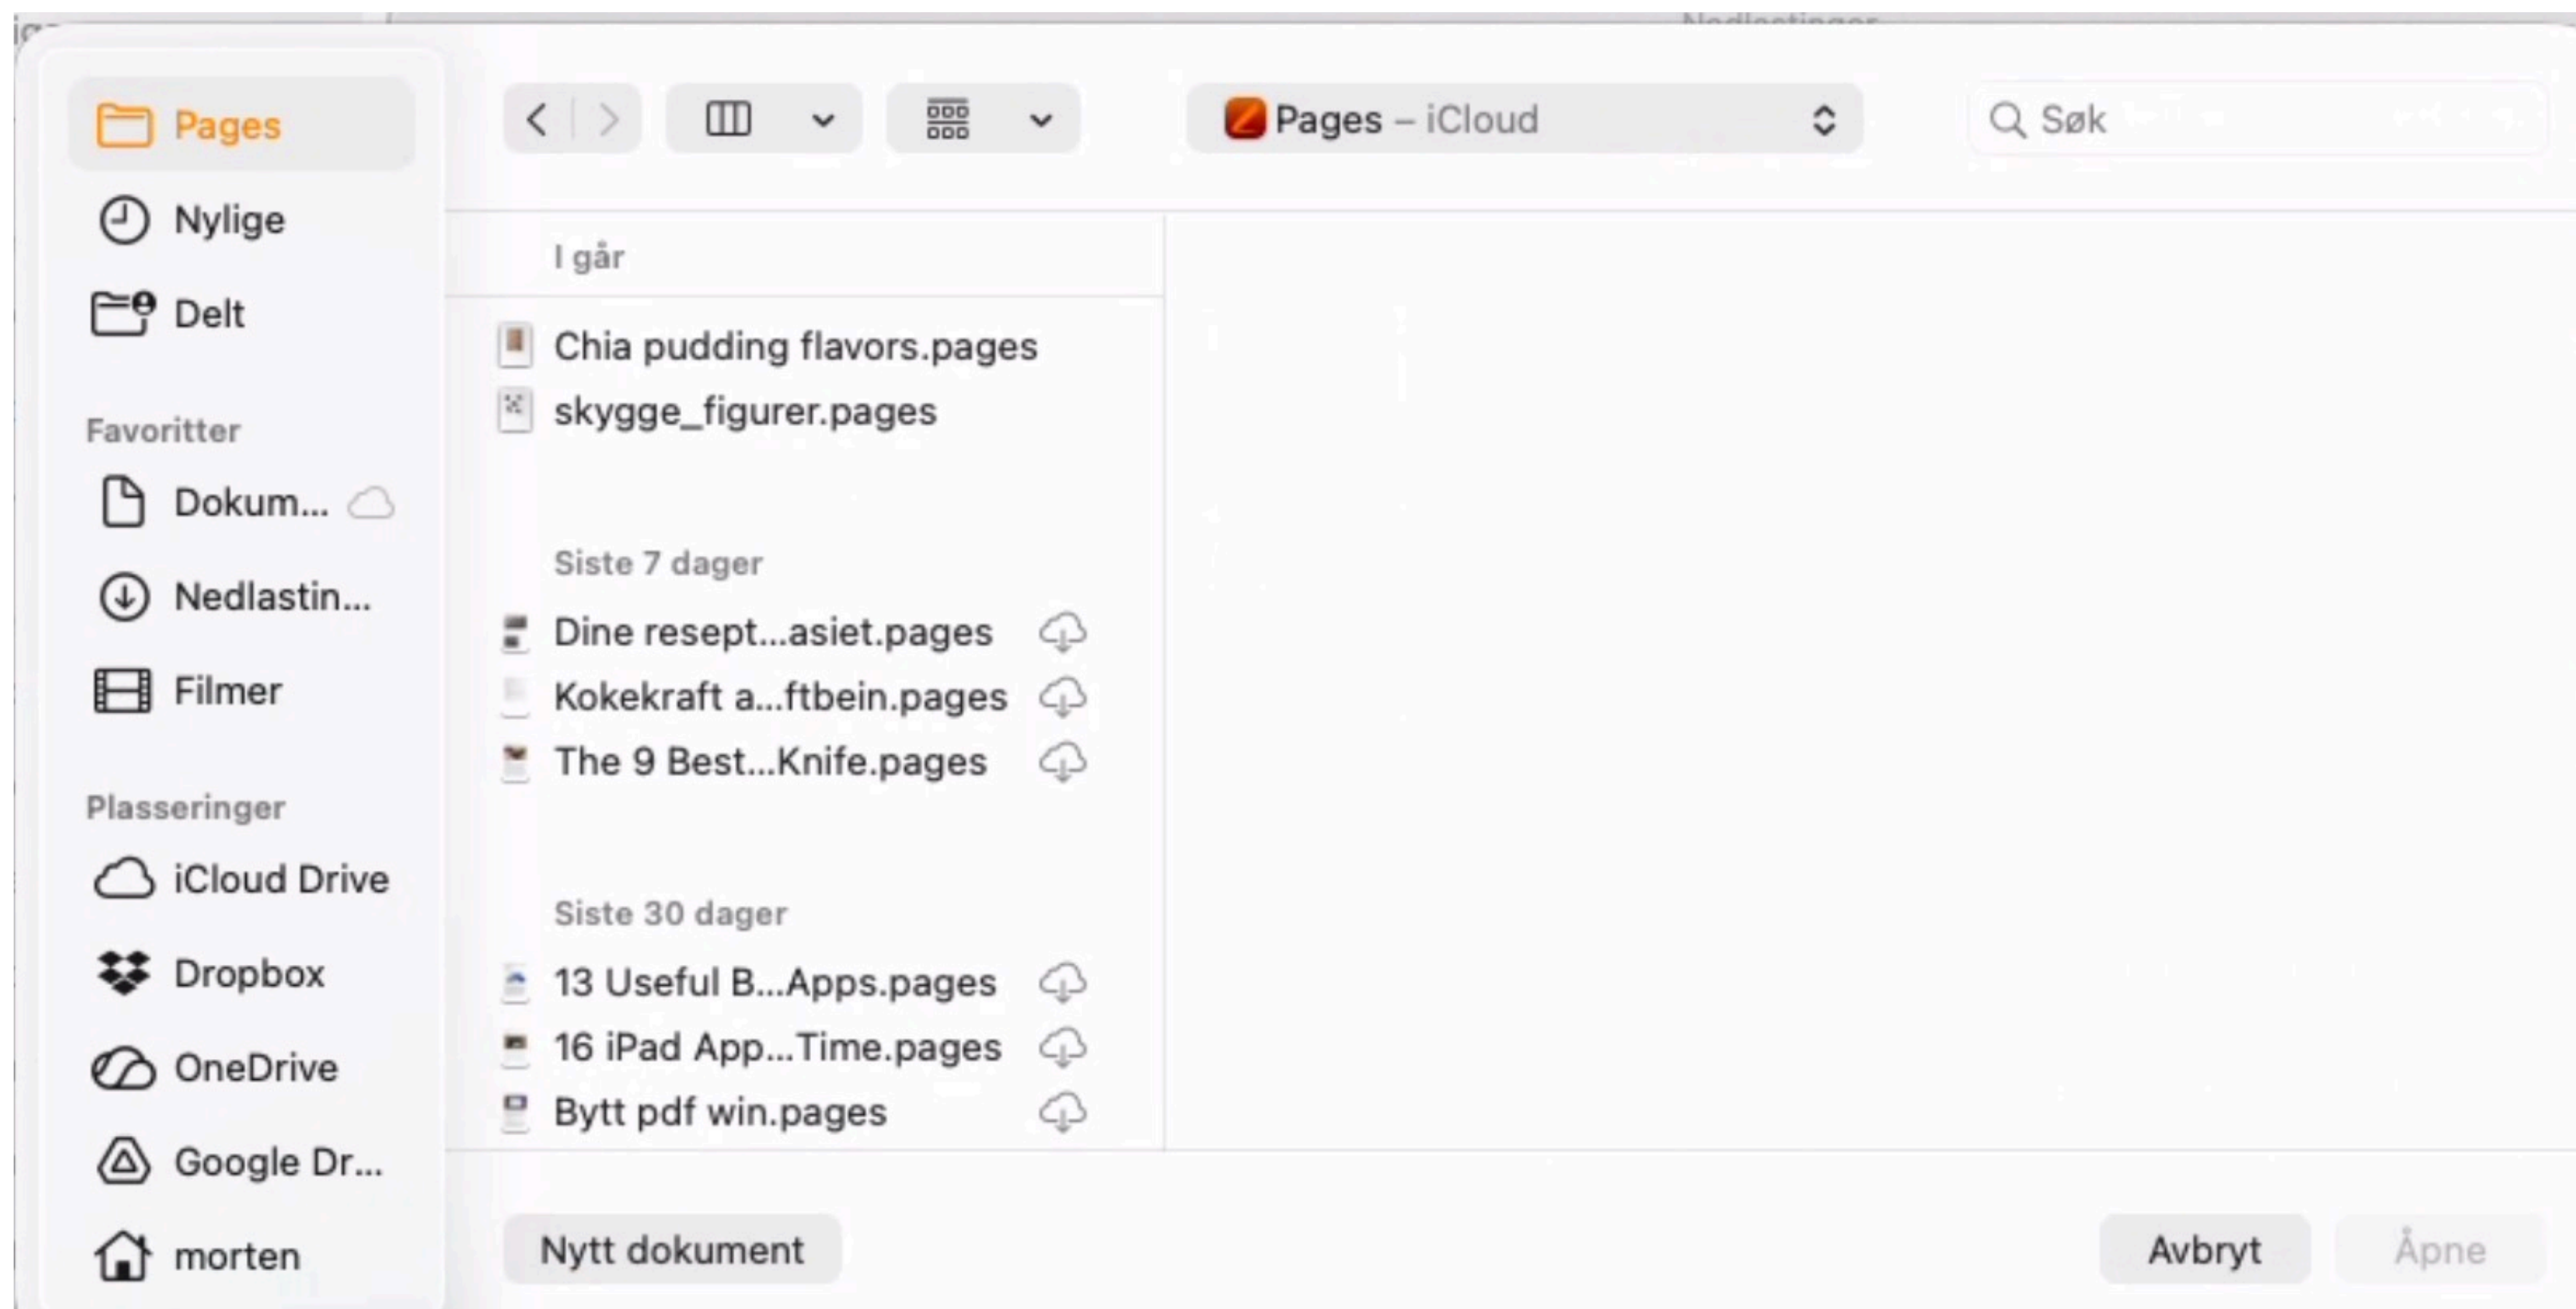 Pages
Nylige
Delt
Favoritter
Dokum...
Nedlastin...
Filmer
Plasseringer
iCloud Drive
Dropbox
OneDrive
Google Dr...
morten
Pages – iCloud
Søk
I går
Chia pudding flavors.pages
skygge_figurer.pages
Siste 7 dager
Dine resept...asiet.pages
Kokekraft a...ftbein.pages
The 9 Best...Knife.pages
Siste 30 dager
13 Useful B...Apps.pages
16 iPad App...Time.pages
Bytt pdf win.pages
Nytt dokument
Avbryt
Åpne